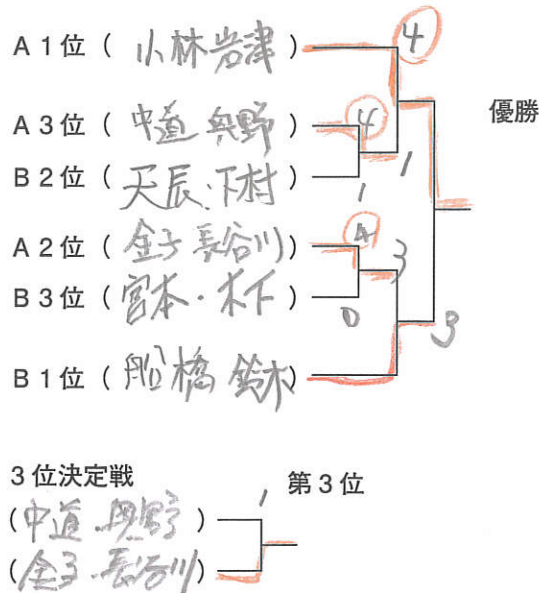 A1位 ( 小林 岩津 ) ④
A3位 ( 中道 奥野 ) ④ 優勝
B2位 ( 天辰・下村 ) 1 1
A2位 ( 金子 長谷川 ) ④ 3
B3位 ( 宮本・木下 ) 0 3
B1位 ( 船橋 鈴木 )
3位決定戦 1 第3位
( 中道 奥野 )
( 金子 長谷川 )